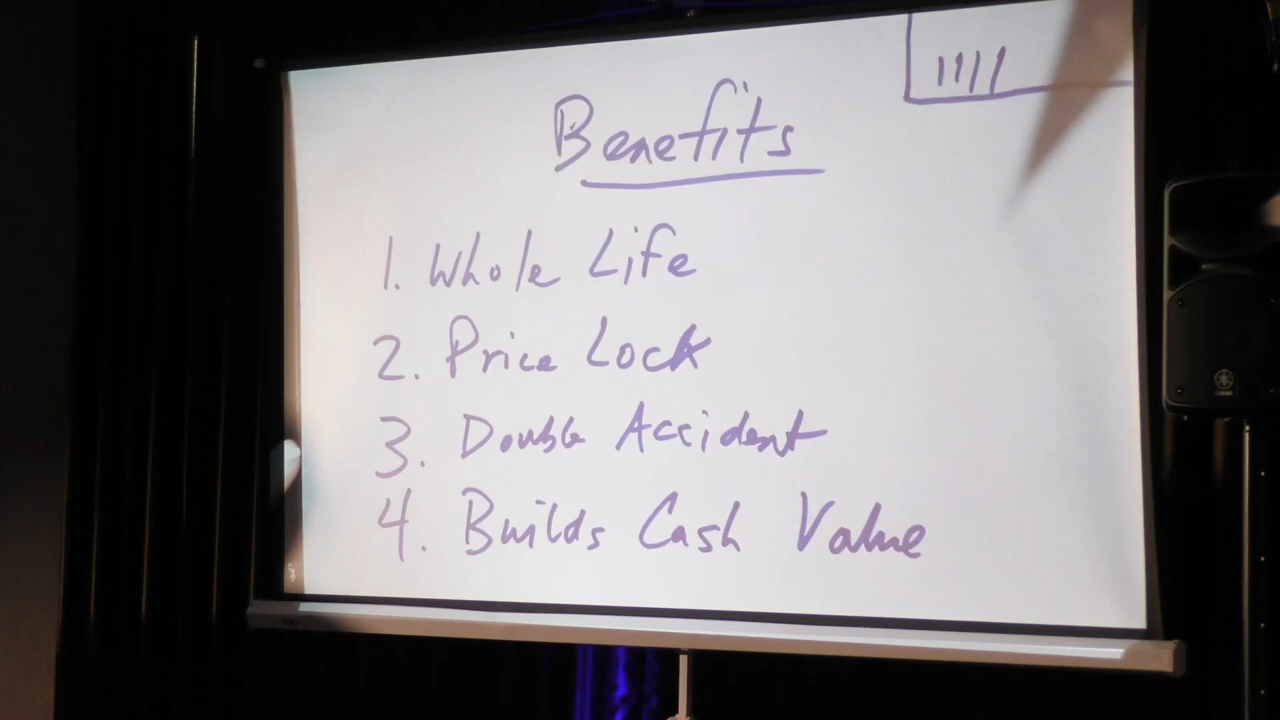 Benefits
1. Whole Life
2. Price Lock
3. Double Accident
4. Builds Cash Value